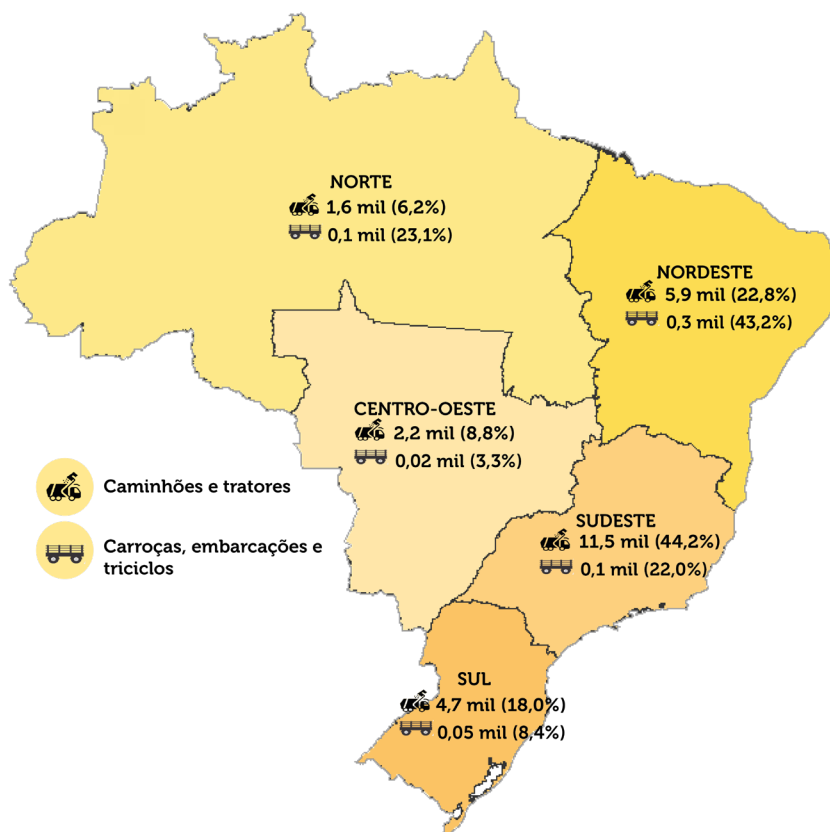 NORTE
1,6 mil (6,2%)
0,1 mil (23,1%)
NORDESTE
5,9 mil (22,8%)
0,3 mil (43,2%)
CENTRO-OESTE
2,2 mil (8,8%)
0,02 mil (3,3%)
Caminhões e tratores
Carroças, embarcações e
triciclos
SUDESTE
11,5 mil (44,2%)
0,1 mil (22,0%)
SUL
4,7 mil (18,0%)
0,05 mil (8,4%)